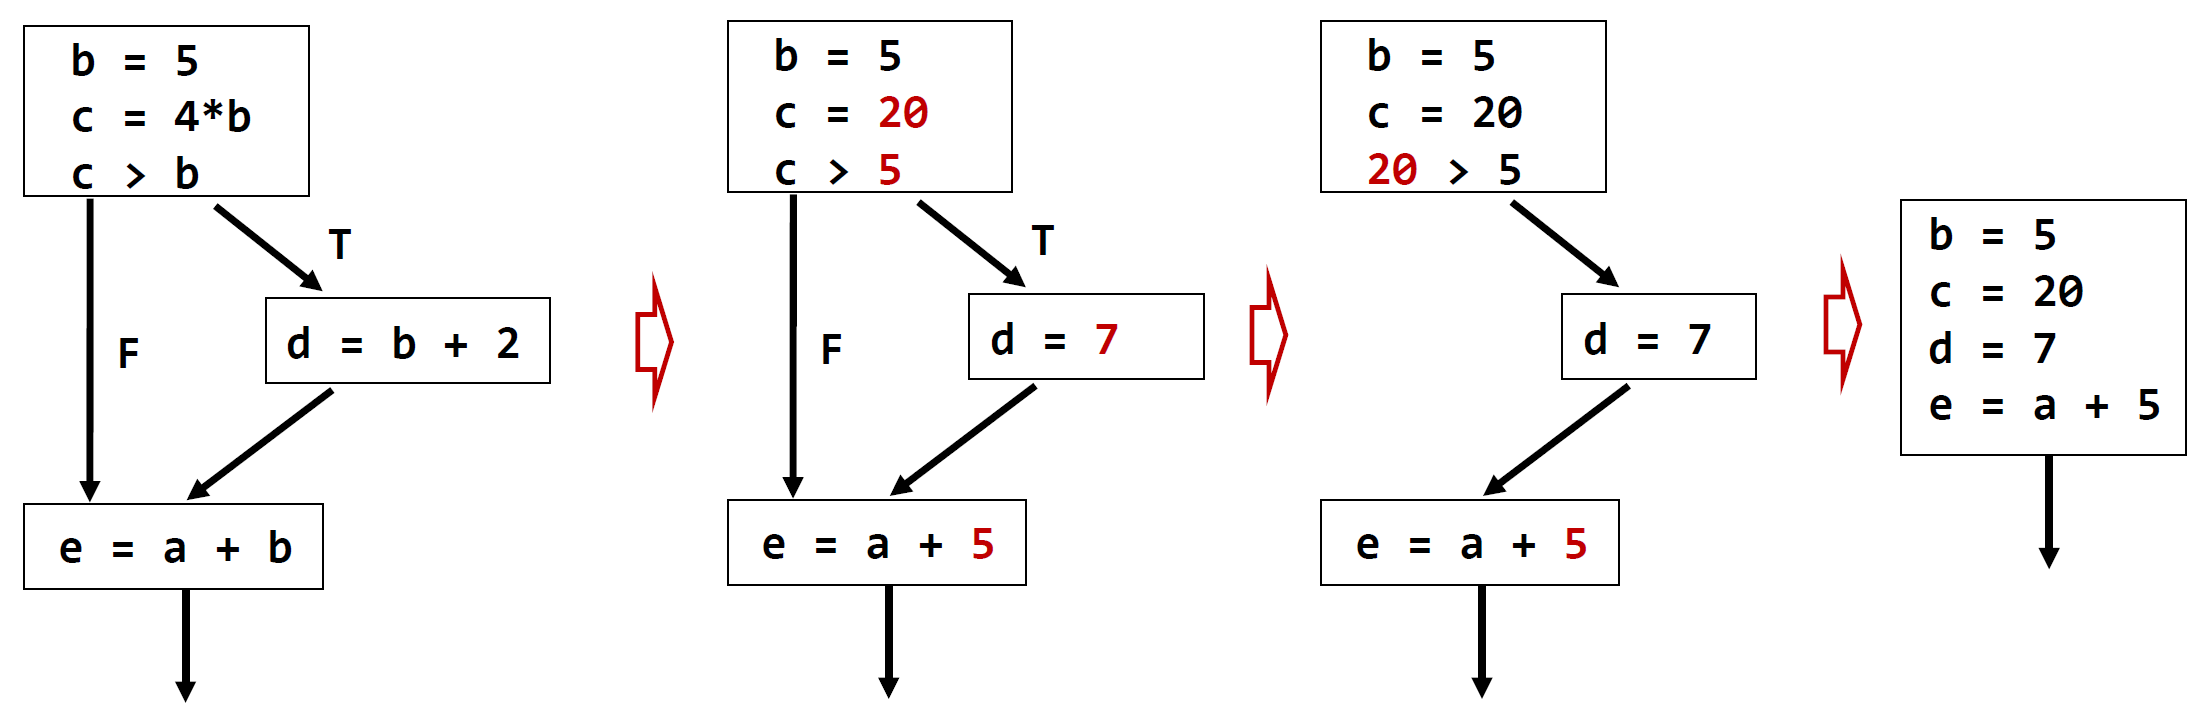 b = 5
c = 4*b
c > b
T
F
d = b + 2
e = a + b
b = 5
c = 20
c > 5
T
F
d = 7
e = a + 5
b = 5
c = 20
20 > 5
d = 7
e = a + 5
b = 5
c = 20
d = 7
e = a + 5